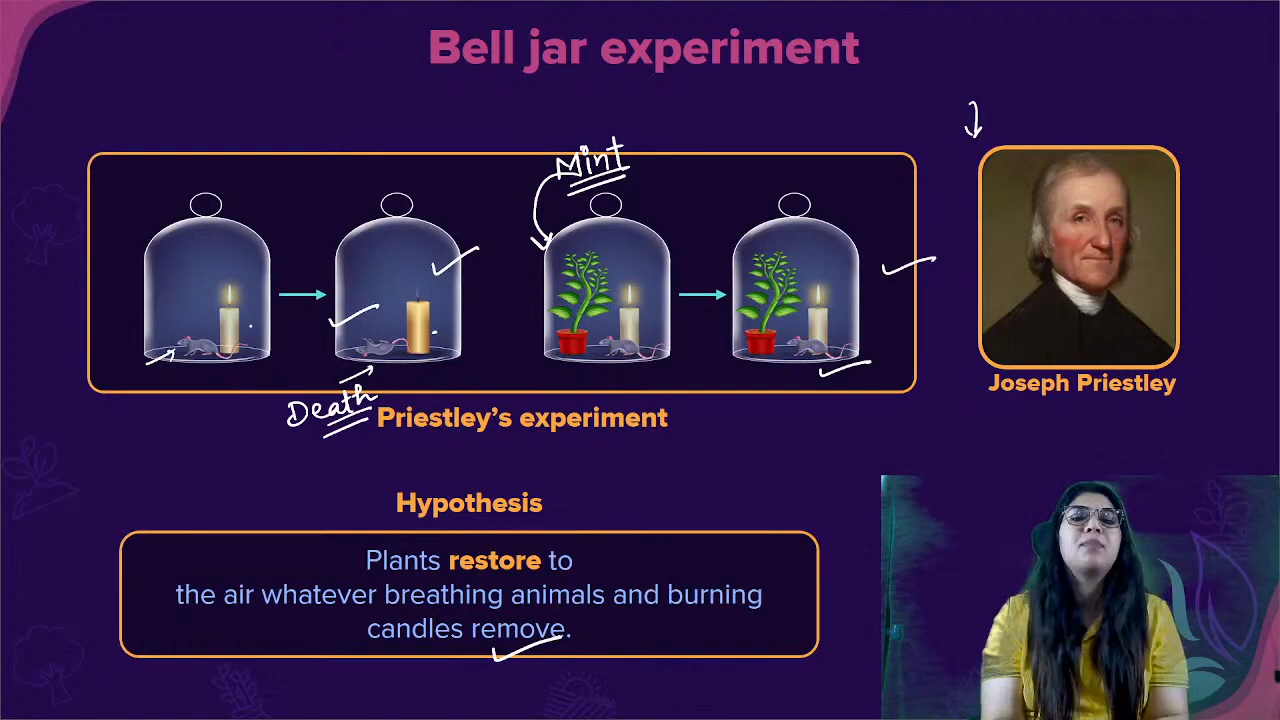 Bell jar experiment
Mint
Death
Priestley’s experiment
Joseph Priestley
Hypothesis
Plants restore to
the air whatever breathing animals and burning
candles remove.